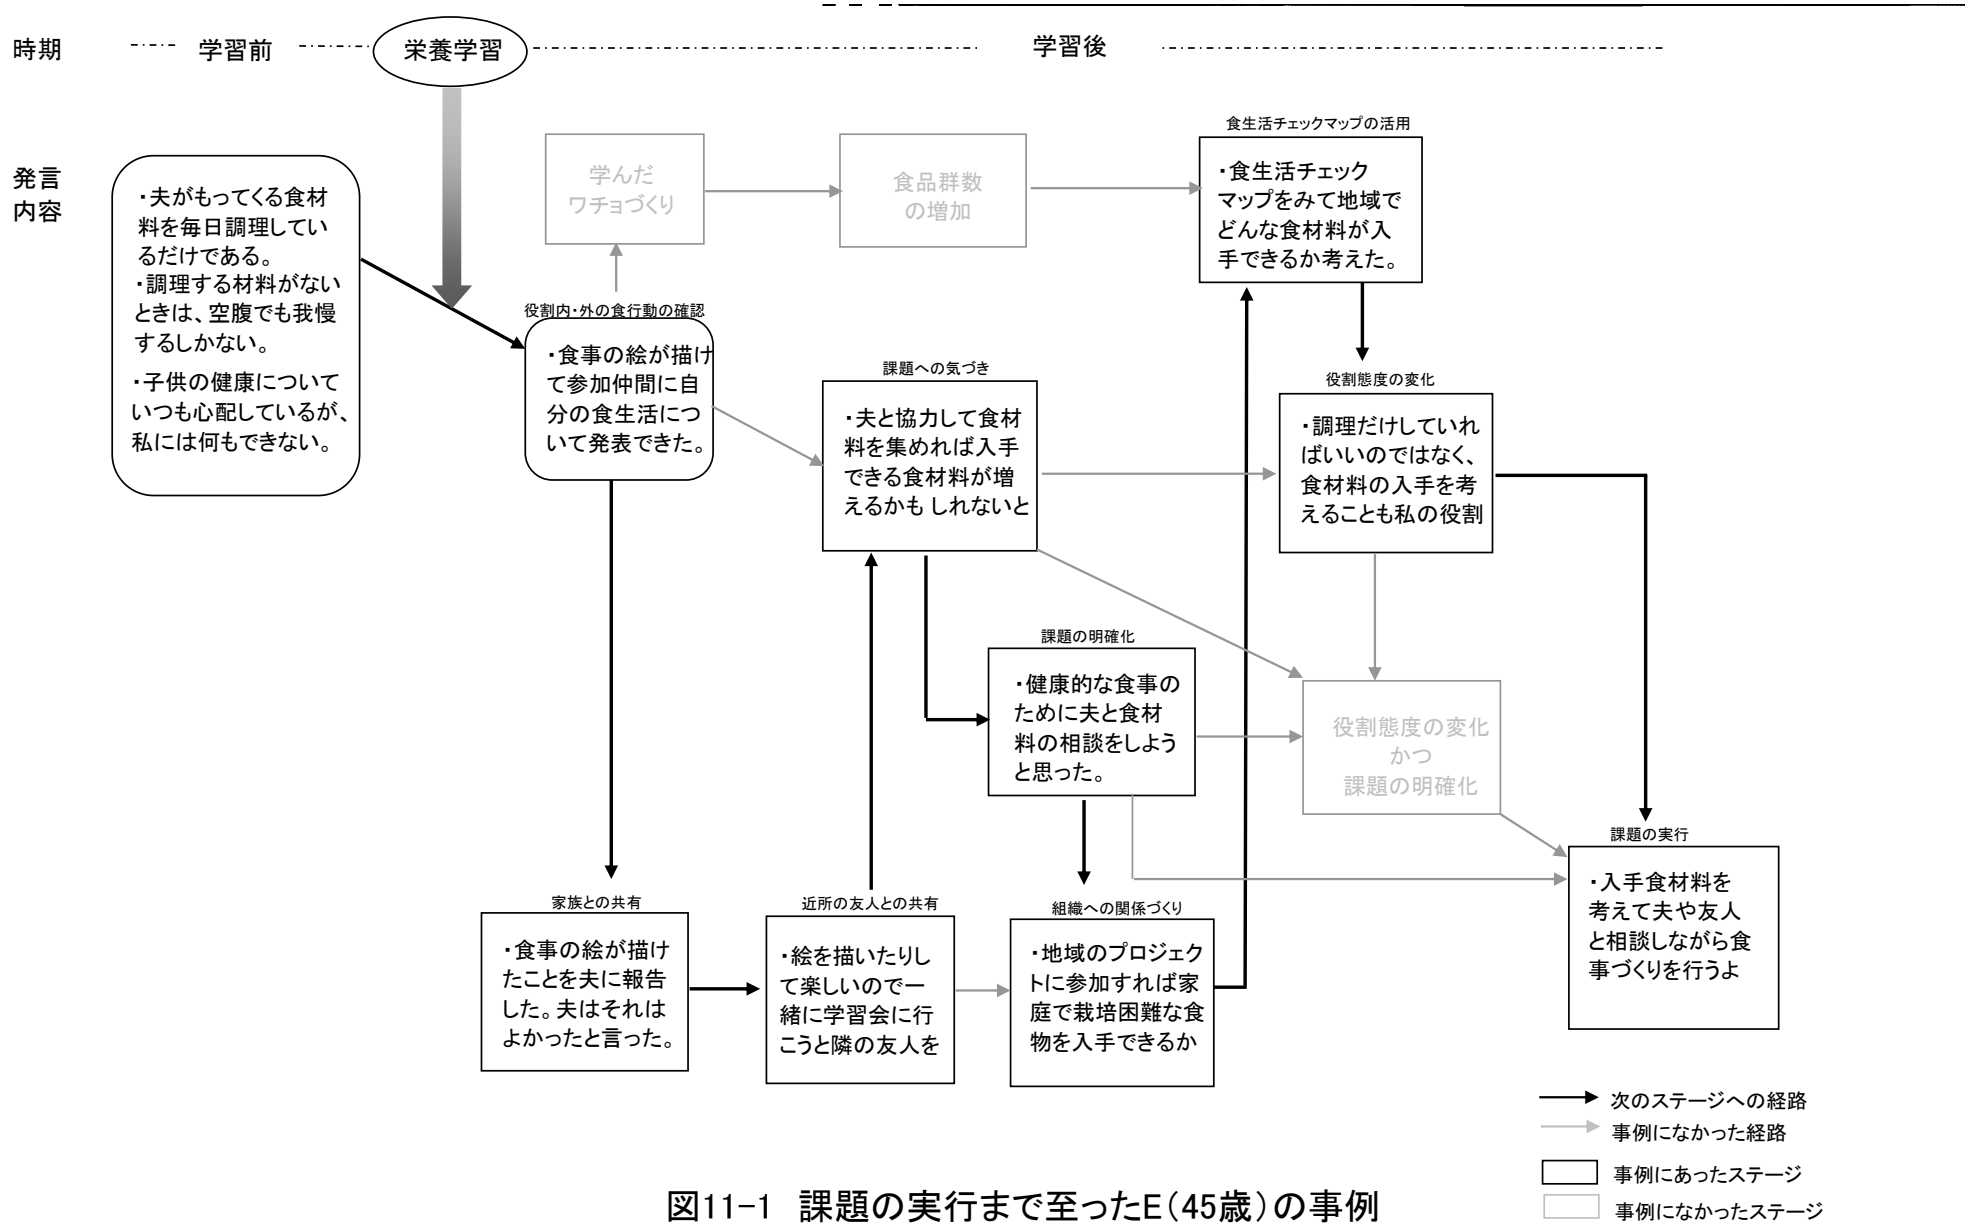 時期
学習前
栄養学習
学習後
発言
内容
・夫がもってくる食材
料を毎日調理してい
るだけである。
・調理する材料がない
ときは、空腹でも我慢
するしかない。
・子供の健康について
いつも心配しているが、
私には何もできない。
学んだ
ワチョづくり
食品群数
の増加
食生活チェックマップの活用
・食生活チェック
マップをみて地域で
どんな食材料が入
手できるか考えた。
役割内・外の食行動の確認
・食事の絵が描け
て参加仲間に自
分の食生活につ
いて発表できた。
課題への気づき
・夫と協力して食材
料を集めれば入手
できる食材料が増
えるかも しれないと
役割態度の変化
・調理だけしていれ
ばいいのではなく、
食材料の入手を考
えることも私の役割
課題の明確化
・健康的な食事の
ために夫と食材
料の相談をしよう
と思った。
役割態度の変化
かつ
課題の明確化
課題の実行
・入手食材料を
考えて夫や友人
と相談しながら食
事づくりを行うよ
家族との共有
・食事の絵が描け
たことを夫に報告
した。夫はそれは
よかったと言った。
近所の友人との共有
・絵を描いたりし
て楽しいので一
緒に学習会に行
こうと隣の友人を
組織への関係づくり
・地域のプロジェク
トに参加すれば家
庭で栽培困難な食
物を入手できるか
次のステージへの経路
事例になかった経路
事例にあったステージ
事例になかったステージ
図11-1 課題の実行まで至ったE（45歳）の事例